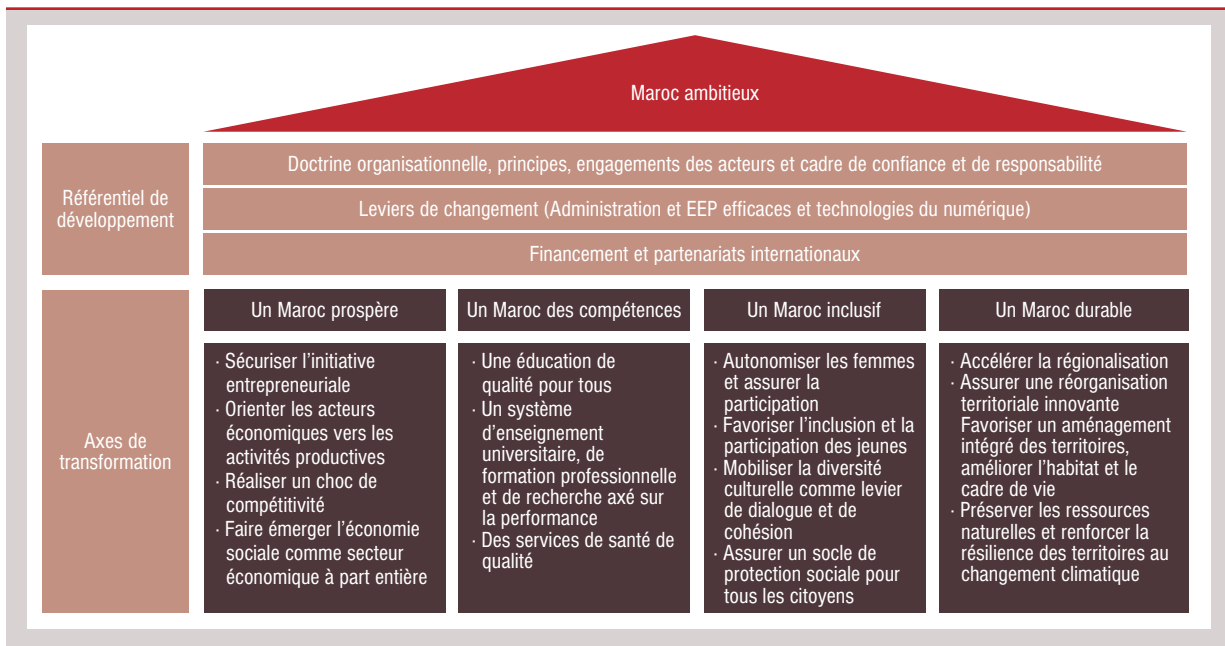 Maroc ambitieux
Référentiel de
développement
Doctrine organisationnelle, principes, engagements des acteurs et cadre de confiance et de responsabilité
Leviers de changement (Administration et EEP efficaces et technologies du numérique)
Financement et partenariats internationaux
Axes de
transformation
Un Maroc prospère
· Sécuriser l’initiative
entrepreneuriale
· Orienter les acteurs
économiques vers les
activités productives
· Réaliser un choc de
compétitivité
· Faire émerger l’économie
sociale comme secteur
économique à part entière
Un Maroc des compétences
· Une éducation de
qualité pour tous
· Un système
d’enseignement
universitaire, de
formation professionnelle
et de recherche axé sur
la performance
· Des services de santé de
qualité
Un Maroc inclusif
· Autonomiser les femmes
et assurer la
participation
· Favoriser l’inclusion et la
participation des jeunes
· Mobiliser la diversité
culturelle comme levier
de dialogue et de
cohésion
· Assurer un socle de
protection sociale pour
tous les citoyens
Un Maroc durable
· Accélérer la régionalisation
· Assurer une réorganisation
territoriale innovante
Favoriser un aménagement
intégré des territoires,
améliorer l’habitat et le
cadre de vie
· Préserver les ressources
naturelles et renforcer la
résilience des territoires au
changement climatique